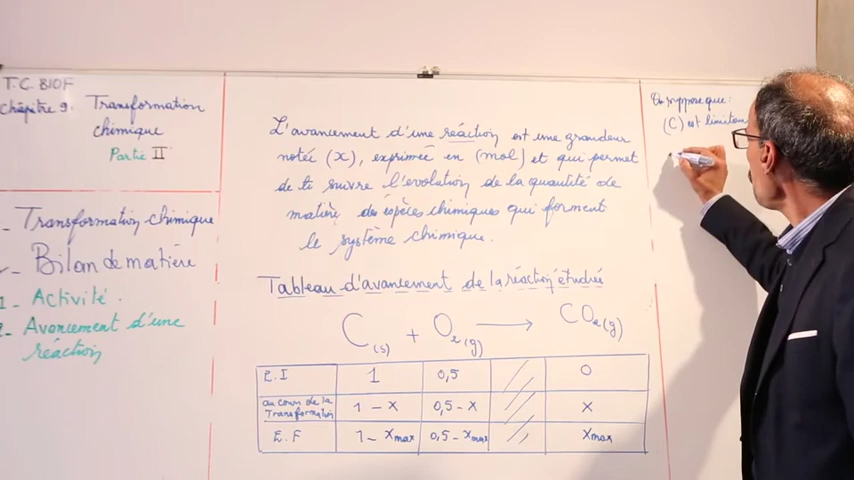 T.C. BIOF
Chapitre 9. Transformation
chimique
Partie II
- Transformation chimique
- Bilan de matière
1 - Activité.
2 - Avancement d'une
réaction
L'avancement d'une réaction est une grandeur
notée (x), exprimée en (mol) et qui permet
de suivre l'evolution de la quantité de
matière des espèces chimiques qui forment
le système chimique.
Tableau d'avancement de la réaction étudiée
C(s) + O2(g) → CO2(g)
E.I 1 0,5 0
au cours de la
Transformation 1 - x 0,5 - x x
E.F 1 - xmax 0,5 - xmax xmax
On suppose que:
(C) est limitan